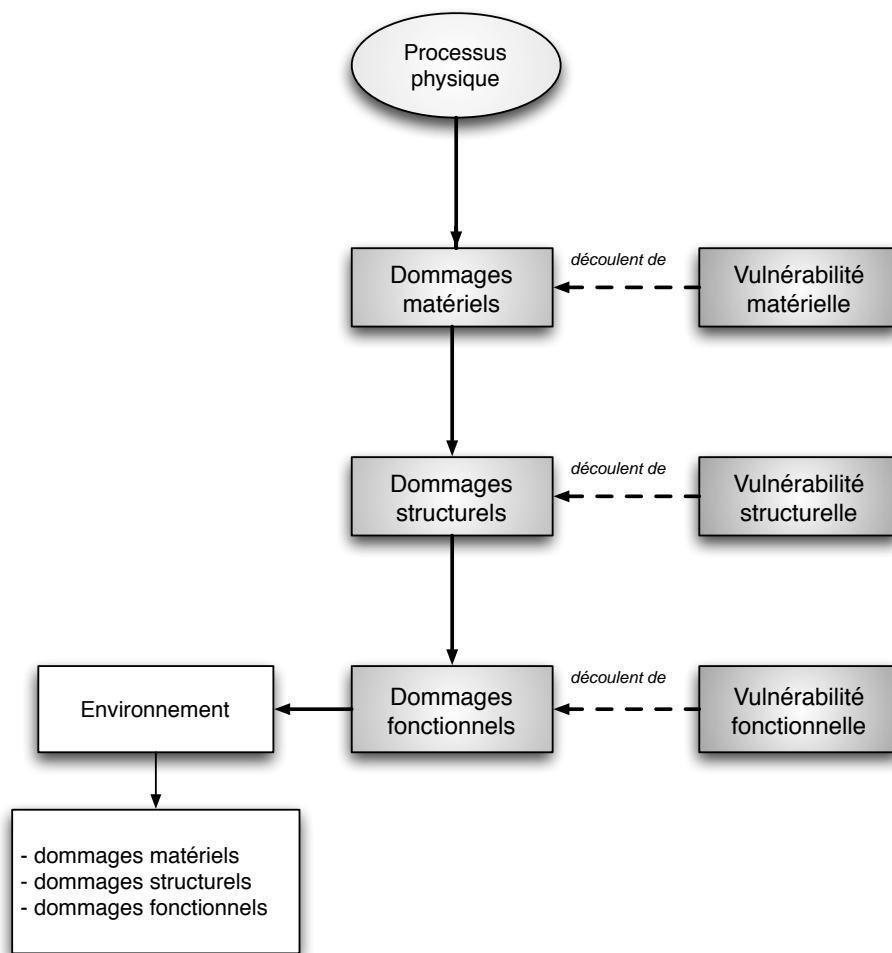 Processus
physique
Dommages
matériels
découlent de
Vulnérabilité
matérielle
Dommages
structurels
découlent de
Vulnérabilité
structurelle
Environnement
Dommages
fonctionnels
découlent de
Vulnérabilité
fonctionnelle
- dommages matériels
- dommages structurels
- dommages fonctionnels